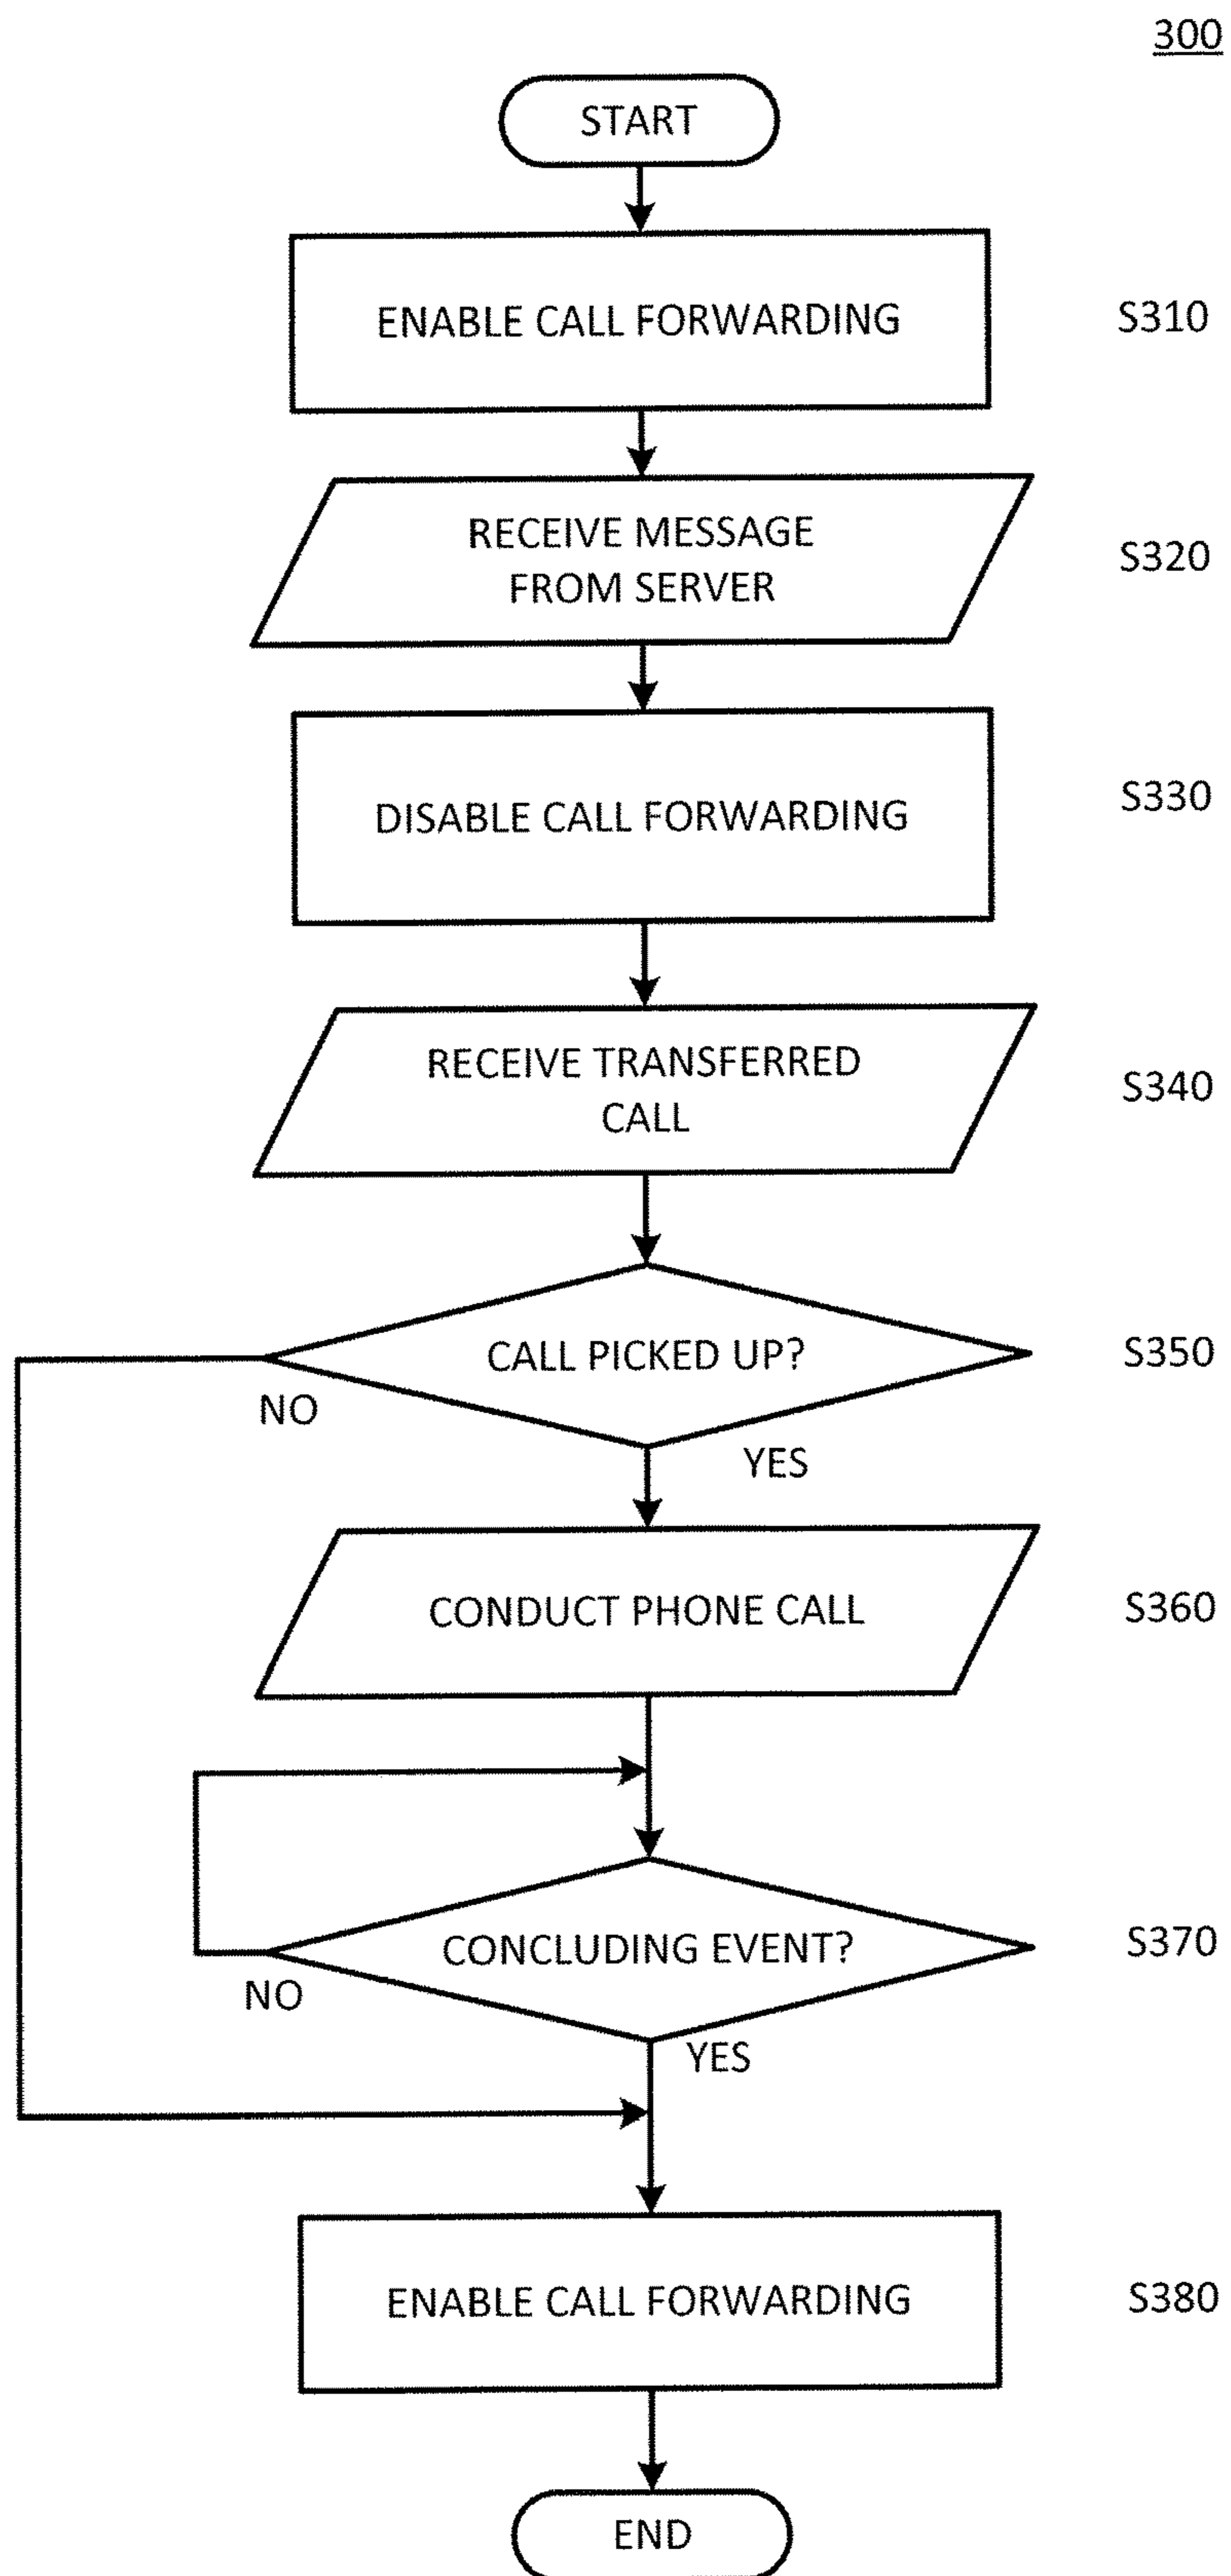 300
START
ENABLE CALL FORWARDING
S310
RECEIVE MESSAGE
FROM SERVER
S320
DISABLE CALL FORWARDING
S330
RECEIVE TRANSFERRED
CALL
S340
CALL PICKED UP?
S350
NO
YES
CONDUCT PHONE CALL
S360
CONCLUDING EVENT?
S370
NO
YES
ENABLE CALL FORWARDING
S380
END